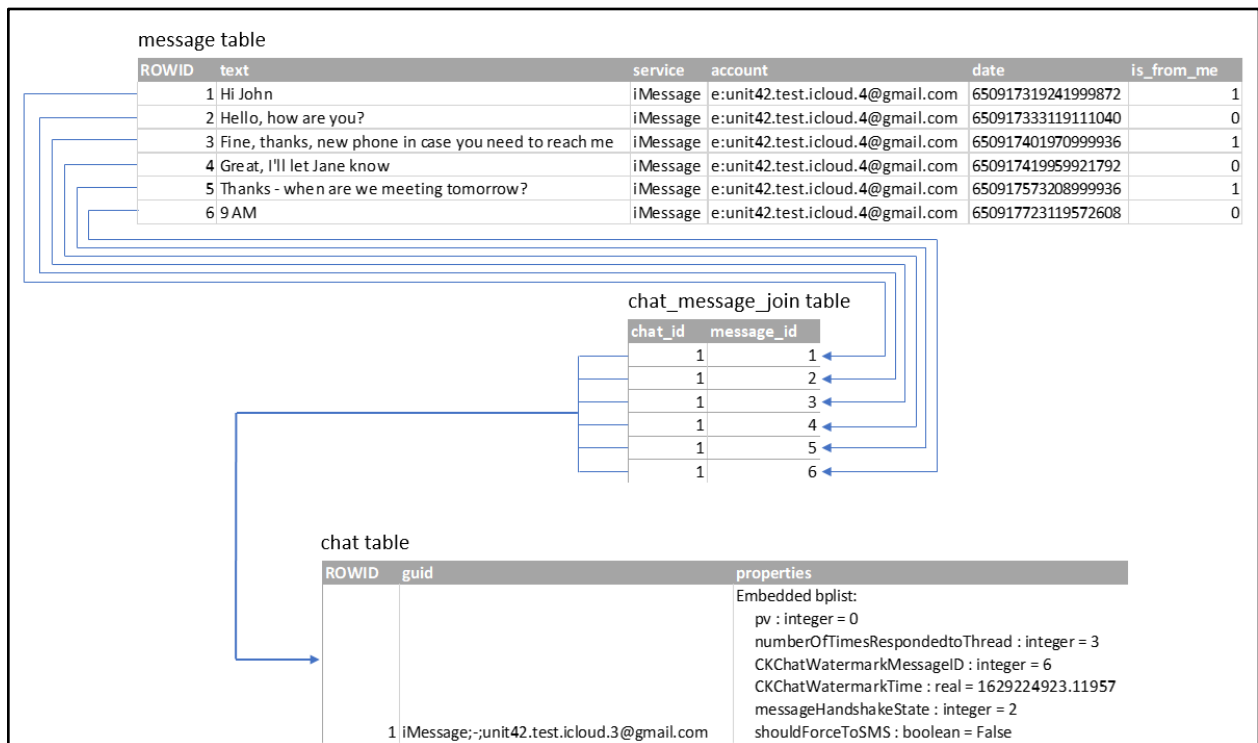 message table
ROWID text service account date is_from_me
1 Hi John iMessage e:unit42.test.icloud.4@gmail.com 650917319241999872 1
2 Hello, how are you? iMessage e:unit42.test.icloud.4@gmail.com 650917333119111040 0
3 Fine, thanks, new phone in case you need to reach me iMessage e:unit42.test.icloud.4@gmail.com 650917401970999936 1
4 Great, I'll let Jane know iMessage e:unit42.test.icloud.4@gmail.com 650917419959921792 0
5 Thanks - when are we meeting tomorrow? iMessage e:unit42.test.icloud.4@gmail.com 650917573208999936 1
6 9 AM iMessage e:unit42.test.icloud.4@gmail.com 650917723119572608 0
chat_message_join table
chat_id message_id
1 1
1 2
1 3
1 4
1 5
1 6
chat table
ROWID guid properties
Embedded bplist:
pv : integer = 0
numberOfTimesRespondedtoThread : integer = 3
CKChatWatermarkMessageID : integer = 6
CKChatWatermarkTime : real = 1629224923.11957
messageHandshakeState : integer = 2
1 iMessage;-;unit42.test.icloud.3@gmail.com shouldForceToSMS : boolean = False